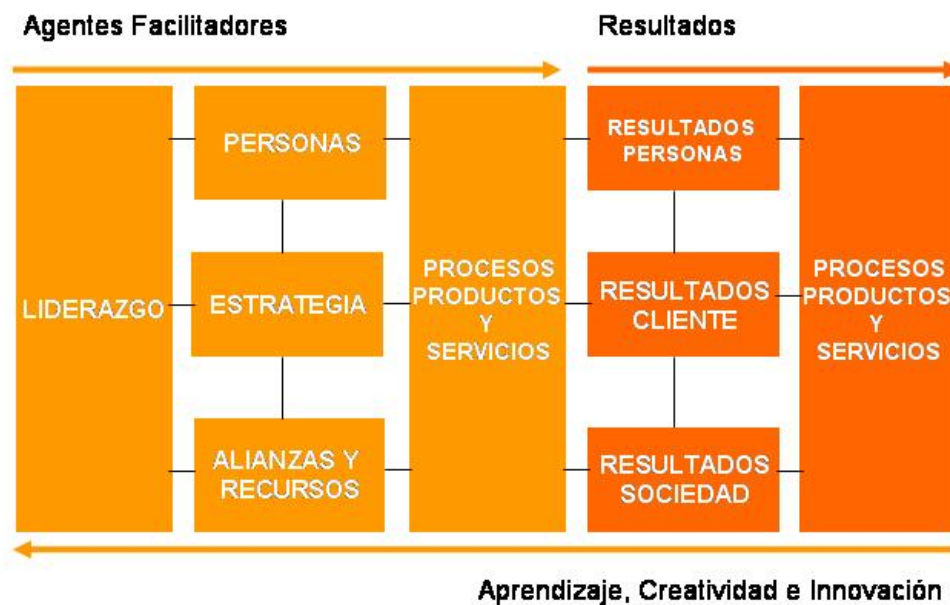 Agentes Facilitadores
Resultados
LIDERAZGO
PERSONAS
ESTRATEGIA
ALIANZAS Y
RECURSOS
PROCESOS
PRODUCTOS
Y
SERVICIOS
RESULTADOS
PERSONAS
RESULTADOS
CLIENTE
RESULTADOS
SOCIEDAD
PROCESOS
PRODUCTOS
Y
SERVICIOS
Aprendizaje, Creatividad e Innovación